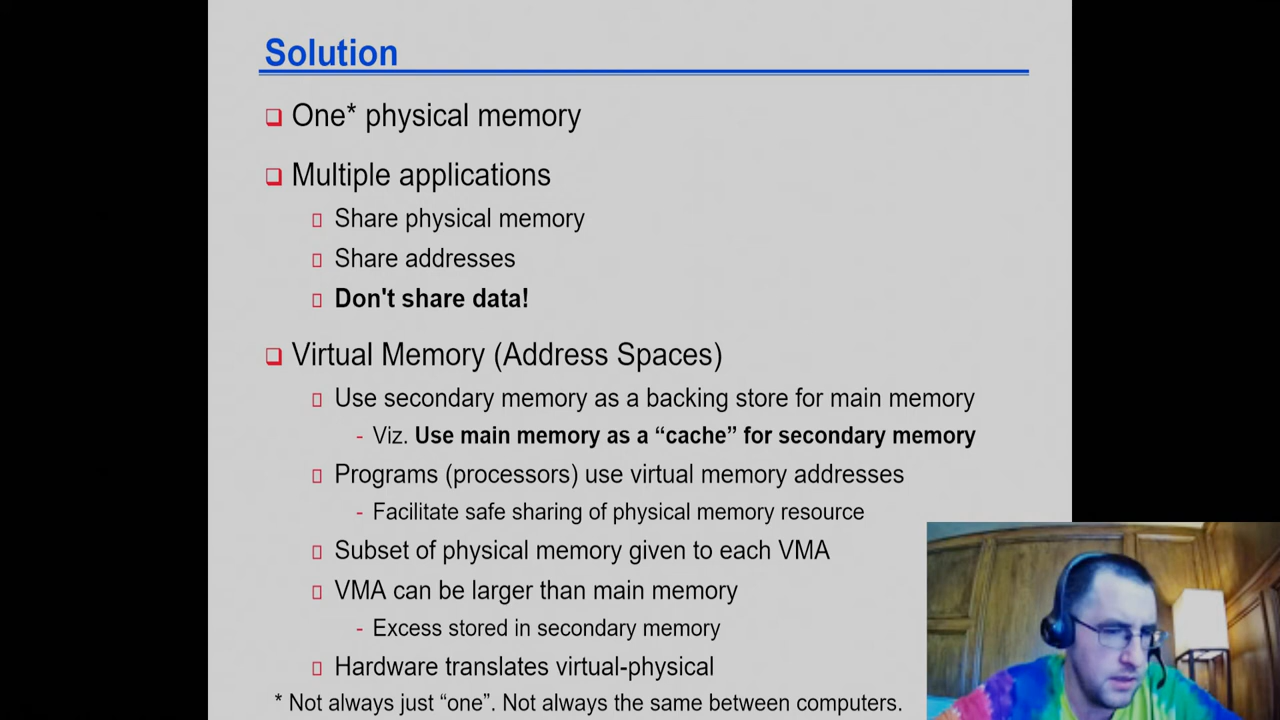 Solution
One* physical memory
Multiple applications
Share physical memory
Share addresses
Don't share data!
Virtual Memory (Address Spaces)
Use secondary memory as a backing store for main memory
- Viz. Use main memory as a “cache” for secondary memory
Programs (processors) use virtual memory addresses
- Facilitate safe sharing of physical memory resource
Subset of physical memory given to each VMA
VMA can be larger than main memory
- Excess stored in secondary memory
Hardware translates virtual-physical
* Not always just “one”. Not always the same between computers.